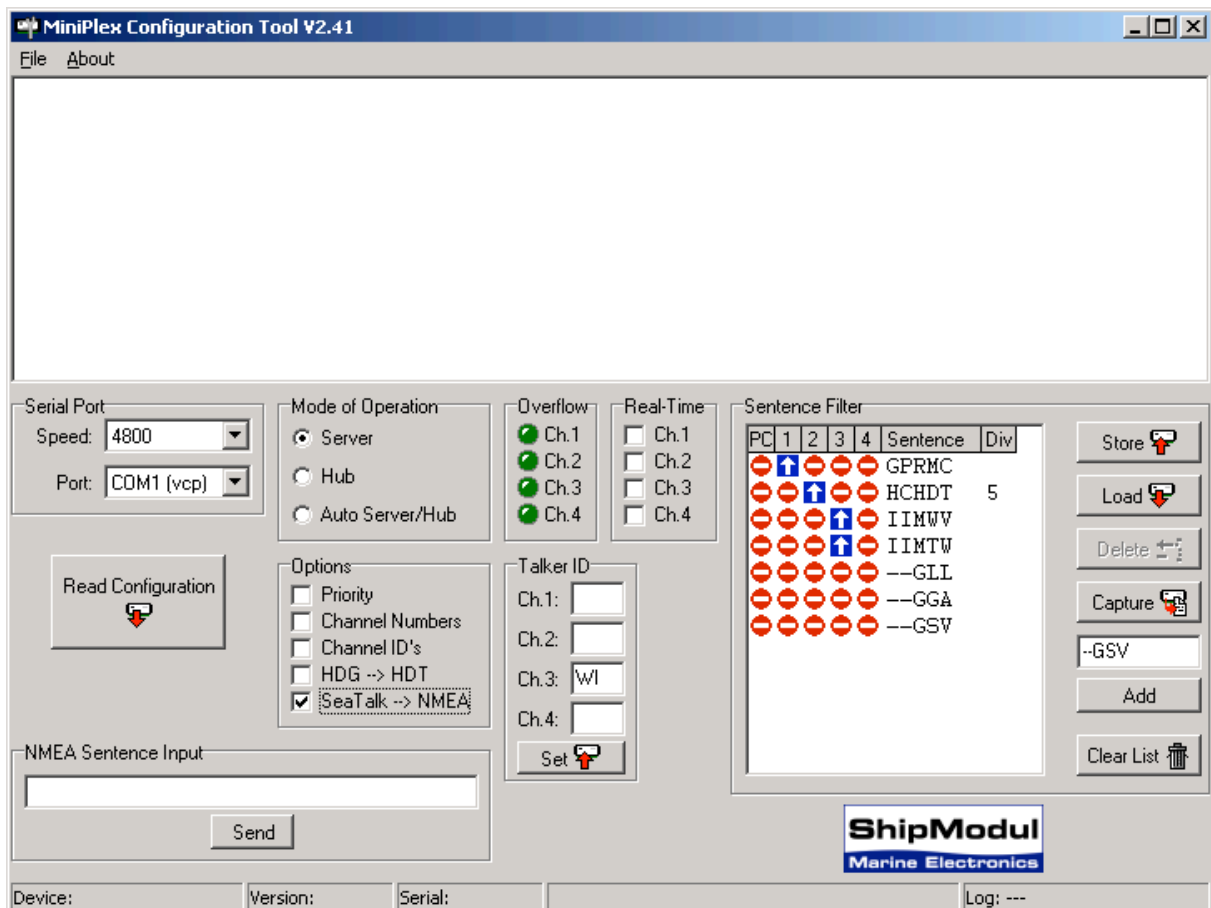 MiniPlex Configuration Tool V2.41
File About
Serial Port
Speed: 4800
Port: COM1 (vcp)
Read Configuration
Mode of Operation
Server
Hub
Auto Server/Hub
Options
Priority
Channel Numbers
Channel ID's
HDG --> HDT
SeaTalk --> NMEA
Overflow
Ch.1
Ch.2
Ch.3
Ch.4
Real-Time
Ch.1
Ch.2
Ch.3
Ch.4
Talker ID
Ch.1:
Ch.2:
Ch.3: WI
Ch.4:
Set
Sentence Filter
PC 1 2 3 4 Sentence Div
GPRMC
HCHDT 5
IIMWV
IIMTW
--GLL
--GGA
--GSV
Store
Load
Delete
Capture
--GSV
Add
Clear List
NMEA Sentence Input
Send
ShipModul
Marine Electronics
Device: Version: Serial: Log: ---